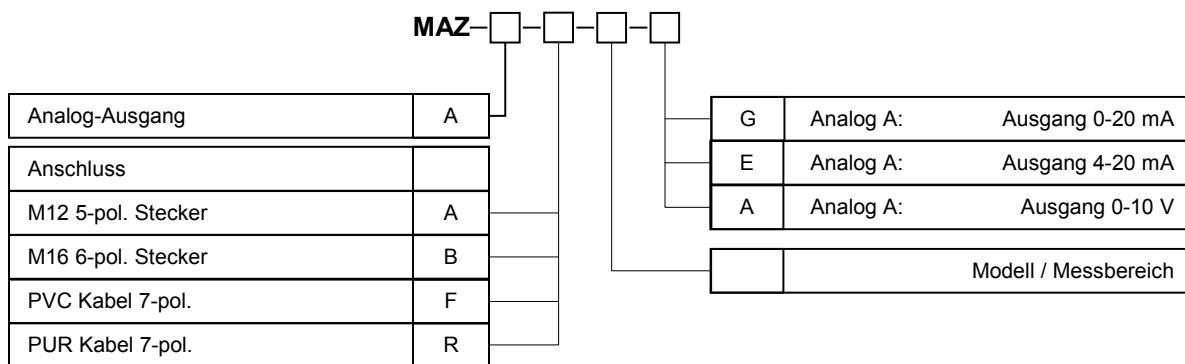 MAZ
Analog-Ausgang A
Anschluss
M12 5-pol. Stecker A
M16 6-pol. Stecker B
PVC Kabel 7-pol. F
PUR Kabel 7-pol. R
G Analog A: Ausgang 0-20 mA
E Analog A: Ausgang 4-20 mA
A Analog A: Ausgang 0-10 V
Modell / Messbereich